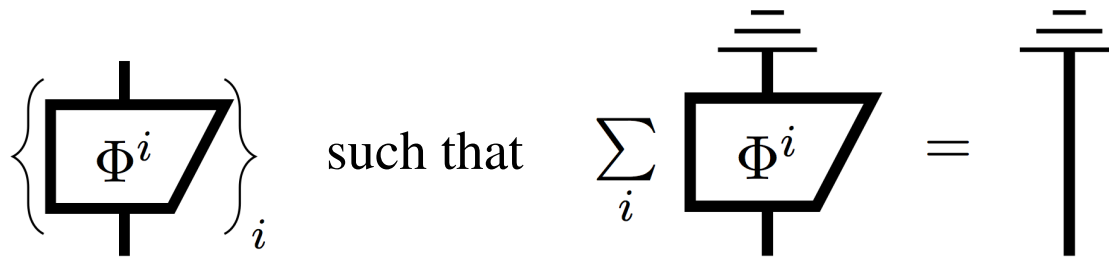 { Φ^i }_i such that ∑_i Φ^i =